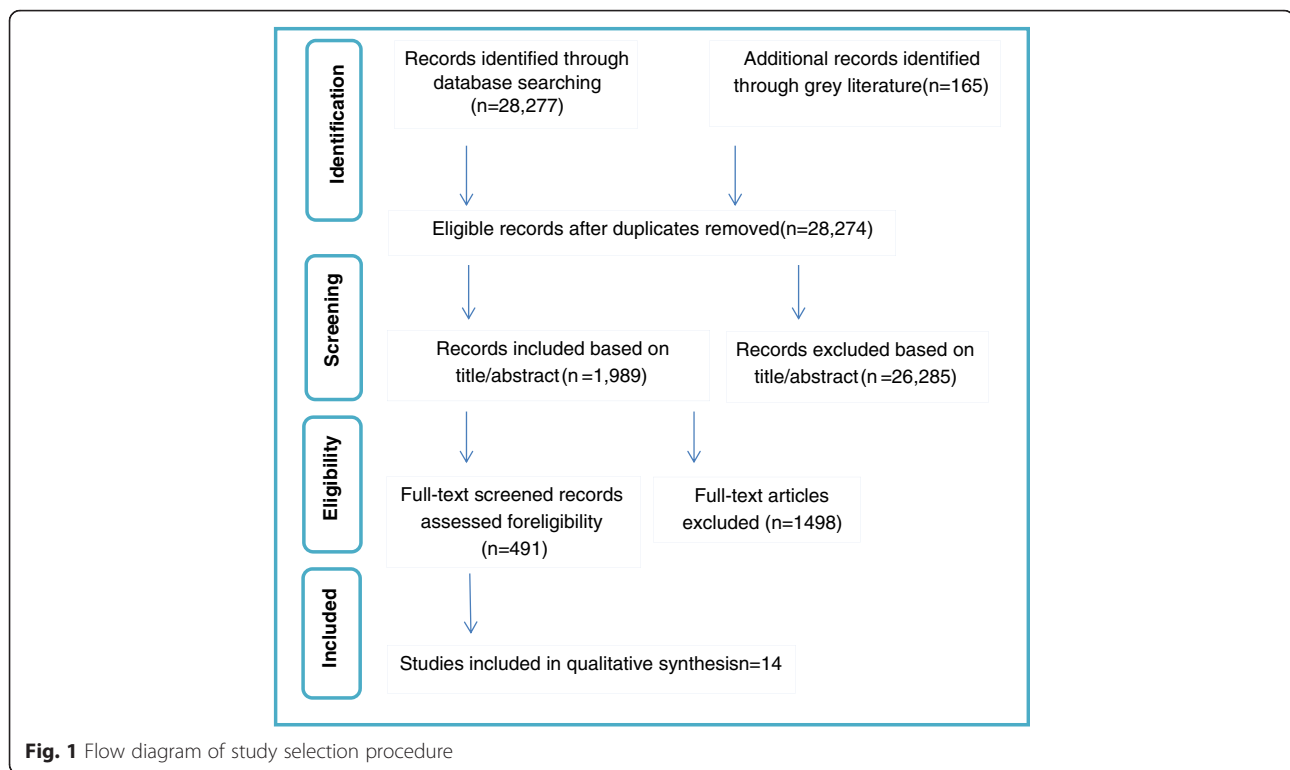 Identification
Records identified through
database searching
(n=28,277)
Additional records identified
through grey literature(n=165)
Eligible records after duplicates removed(n=28,274)
Screening
Records included based on
title/abstract(n=1,989)
Records excluded based on
title/abstract(n=26,285)
Eligibility
Full-text screened records
assessed foreligibility
(n=491)
Full-text articles
excluded (n=1498)
Included
Studies included in qualitative synthesisn=14
Fig. 1 Flow diagram of study selection procedure